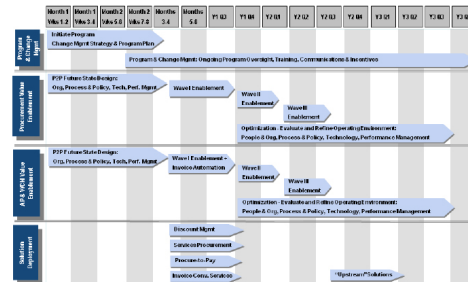 Month 1 Wks 1.2
Month 1 Wks 3.4
Month 2 Wks 5.6
Month 2 Wks 7.8
Months 3.4
Months 5.6
Y1 Q3
Y1 Q4
Y2 Q1
Y2 Q2
Y2 Q3
Y2 Q4
Y3 Q1
Y3 Q2
Y3 Q3
Program & Change Mgmt
Initiate Program
Change Mgmt Strategy & Program Plan
Program & Change Mgmt: Ongoing Program Oversight, Training, Communications & Incentives
Procurement Value Enablement
P2P Future State Design:
Org, Process & Policy, Tech, Perf. Mgmt
Wave I Enablement
Wave II
Enablement
Wave III
Enablement
Optimization - Evaluate and Refine Operating Environment:
People & Org, Process & Policy, Technology, Performance Management
AP & WCM Value Enablement
P2P Future State Design:
Org, Process & Policy, Tech, Perf. Mgmt
Wave I Enablement -
Invoice Automation
Wave II
Enablement
Wave III
Enablement
Optimization - Evaluate and Refine Operating Environment:
People & Org, Process & Policy, Technology, Performance Management
Solution Deployment
Discount Mgmt
Services Procurement
Procure-to-Pay
Invoice Conv. Services
"Upstream" Solutions